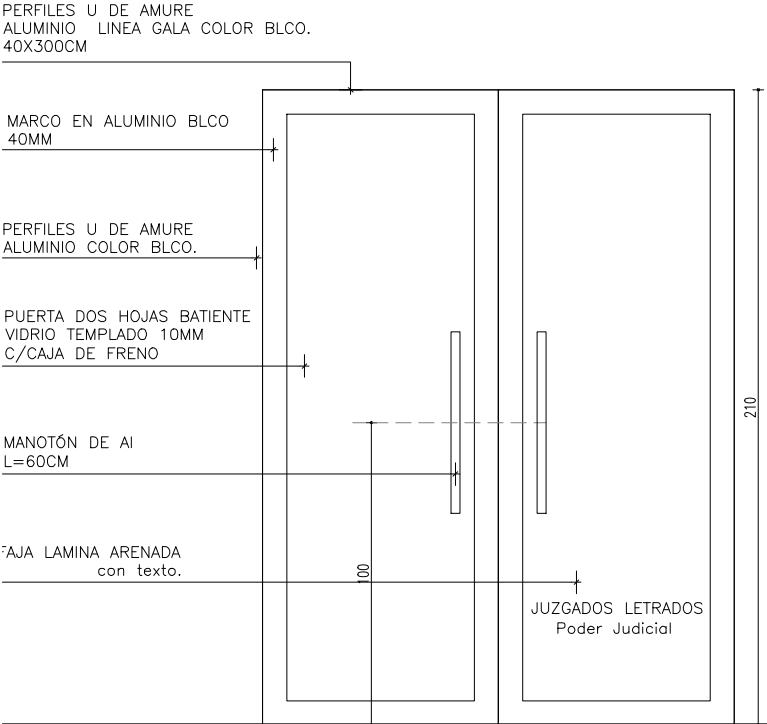 PERFILES U DE AMURE
ALUMINIO LINEA GALA COLOR BLCO.
40X300CM
MARCO EN ALUMINIO BLCO
40MM
PERFILES U DE AMURE
ALUMINIO COLOR BLCO.
PUERTA DOS HOJAS BATIENTE
VIDRIO TEMPLADO 10MM
C/CAJA DE FRENO
210
MANOTÓN DE Al
L=60CM
LAMINA ARENADA
con texto.
100
JUZGADOS LETRADOS
Poder Judicial